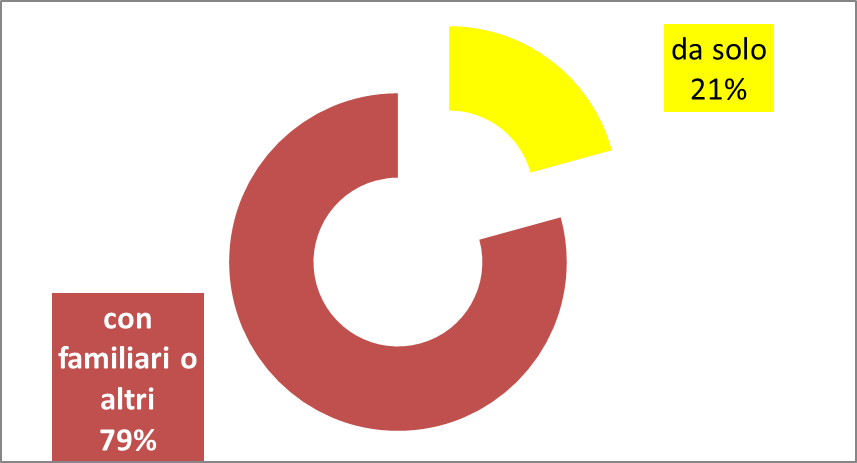 da solo
21%
con
familiari o
altri
79%